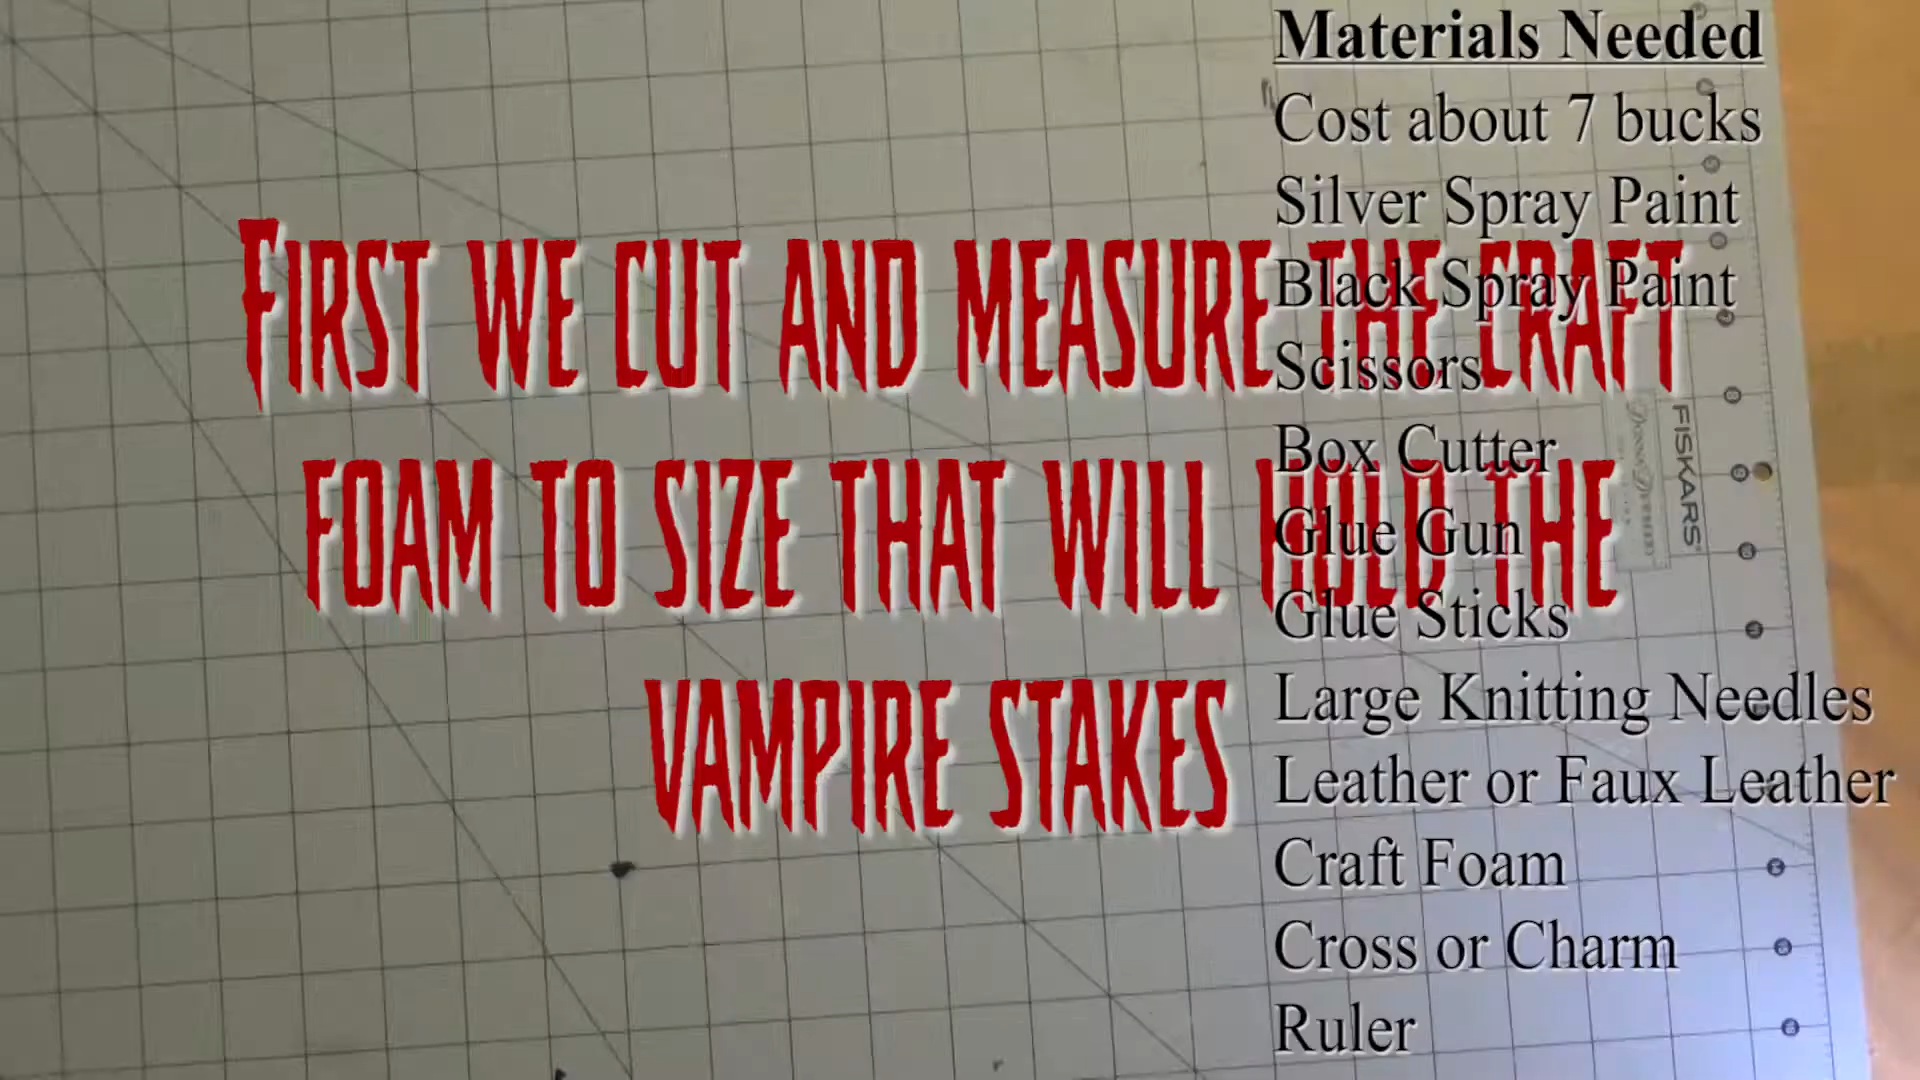 First we cut and measure the craft
foam to size that will hold the
vampire stakes
Materials Needed
Cost about 7 bucks
Silver Spray Paint
Black Spray Paint
Scissors
Box Cutter
Glue Gun
Glue Sticks
Large Knitting Needles
Leather or Faux Leather
Craft Foam
Cross or Charm
Ruler
FISKARS